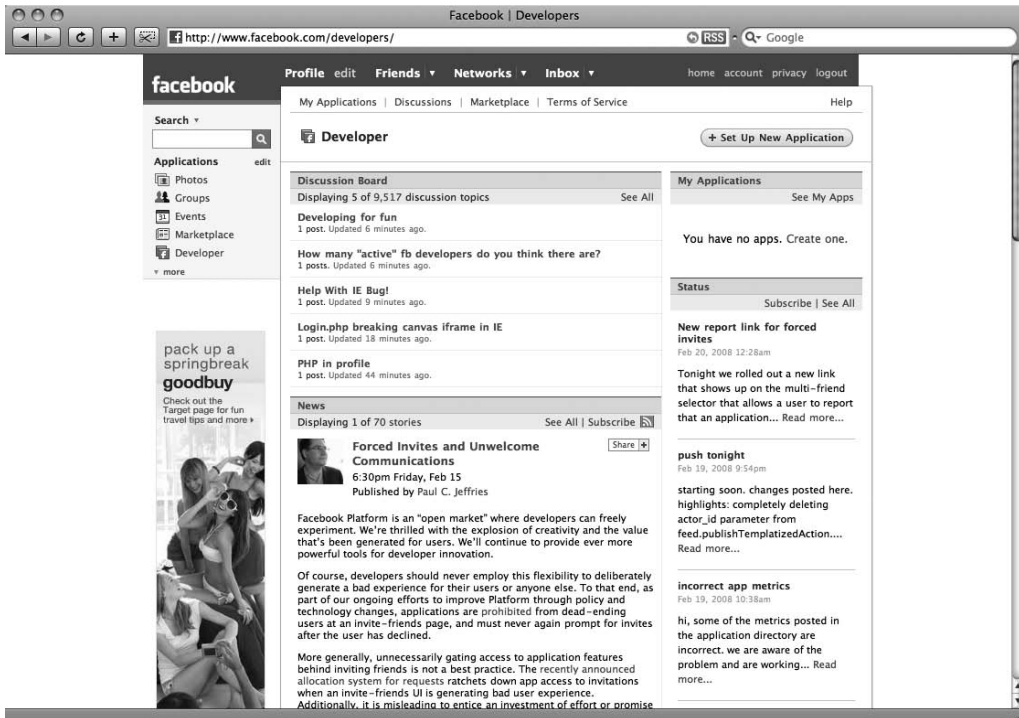 Facebook | Developers
http://www.facebook.com/developers/
RSS
Google
facebook
Profile edit Friends Networks Inbox
home account privacy logout
My Applications | Discussions | Marketplace | Terms of Service
Help
Search
Applications edit
Photos
Groups
31 Events
Marketplace
Developer
more
Developer
+ Set Up New Application
Discussion Board
Displaying 5 of 9,517 discussion topics See All
Developing for fun
1 post. Updated 6 minutes ago.
How many "active" fb developers do you think there are?
1 posts. Updated 6 minutes ago.
Help With IE Bug!
1 post. Updated 9 minutes ago.
Login.php breaking canvas iframe in IE
1 post. Updated 18 minutes ago.
PHP in profile
1 post. Updated 44 minutes ago.
News
Displaying 1 of 70 stories See All | Subscribe
Forced Invites and Unwelcome
Communications
Share +
6:30pm Friday, Feb 15
Published by Paul C. Jeffries
Facebook Platform is an “open market” where developers can freely
experiment. We're thrilled with the explosion of creativity and the value
that's been generated for users. We'll continue to provide ever more
powerful tools for developer innovation.
Of course, developers should never employ this flexibility to deliberately
generate a bad experience for their users or anyone else. To that end, as
part of our ongoing efforts to improve Platform through policy and
technology changes, applications are prohibited from dead-ending
users at an invite-friends page, and must never again prompt for invites
after the user has declined.
More generally, unnecessarily gating access to application features
behind inviting friends is not a best practice. The recently announced
allocation system for requests ratchets down app access to invitations
when an invite-friends UI is generating bad user experience.
Additionally, it is misleading to entice an investment of effort or promise
My Applications
See My Apps
You have no apps. Create one.
Status
Subscribe | See All
New report link for forced
invites
Feb 20, 2008 12:28am
Tonight we rolled out a new link
that shows up on the multi-friend
selector that allows a user to report
that an application... Read more...
push tonight
Feb 19, 2008 9:54pm
starting soon. changes posted here.
highlights: completely deleting
actor_id parameter from
feed.publishTemplatizedAction....
Read more...
incorrect app metrics
Feb 19, 2008 10:38am
hi, some of the metrics posted in
the application directory are
incorrect. we are aware of the
problem and are working... Read
more...
pack up a
springbreak
goodbuy
Check out the
Target page for fun
travel tips and more